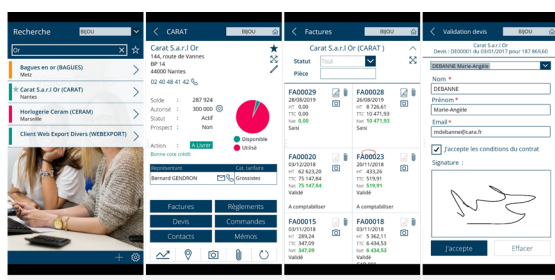 Recherche
BIJOU
Or
Bagues en or (BAGUES)
Metz
Carat S.a.r.l Or (CARAT)
Nantes
Horlogerie Ceram (CERAM)
Marseille
Client Web Export Divers (WEBEXPORT)
CARAT
BIJOU
Carat S.a.r.l Or
144, route de Vannes
BP 14
44000 Nantes
02 40 48 41 42
Solde : 287 924
Autorisé : 300 000
Statut : Actif
Prospect : Non
Disponible
Utilisé
Action : A Livrer
Bonne cote crédit
Représentant
Cat. tarifaire
Bernard GENDRON
Grossistes
Factures
Règlements
Devis
Commandes
Contacts
Mémos
Factures
BIJOU
Carat S.a.r.l Or (CARAT )
Statut
Tout
Pièce
FA00029
28/08/2019
HT 0,00
TTC 0,00
Net 0,00
Saisi
FA00028
26/08/2019
HT 8 726,61
TTC 10 471,93
Net 10 471,93
Saisi
FA00020
03/12/2018
HT 62 623,20
TTC 75 147,84
Net 75 147,84
Validé
A comptabiliser
FA00023
20/11/2018
HT 433,26
TTC 519,91
Net 519,91
Validé
A comptabiliser
FA00015
03/11/2018
HT 289,24
TTC 347,09
Net 347,09
Validé
FA00018
03/11/2018
HT 5 362,11
TTC 6 434,53
Net 6 434,53
Validé
Validation devis
BIJOU
Carat S.a.r.l Or
Devis : DE00001 du 03/01/2017 pour 187 869,60
DEBANNE Marie-Angèle
Nom *
DEBANNE
Prénom *
Marie-Angèle
Email *
mdebanne@kara.fr
J'accepte les conditions du contrat
Signature :
J'accepte
Effacer